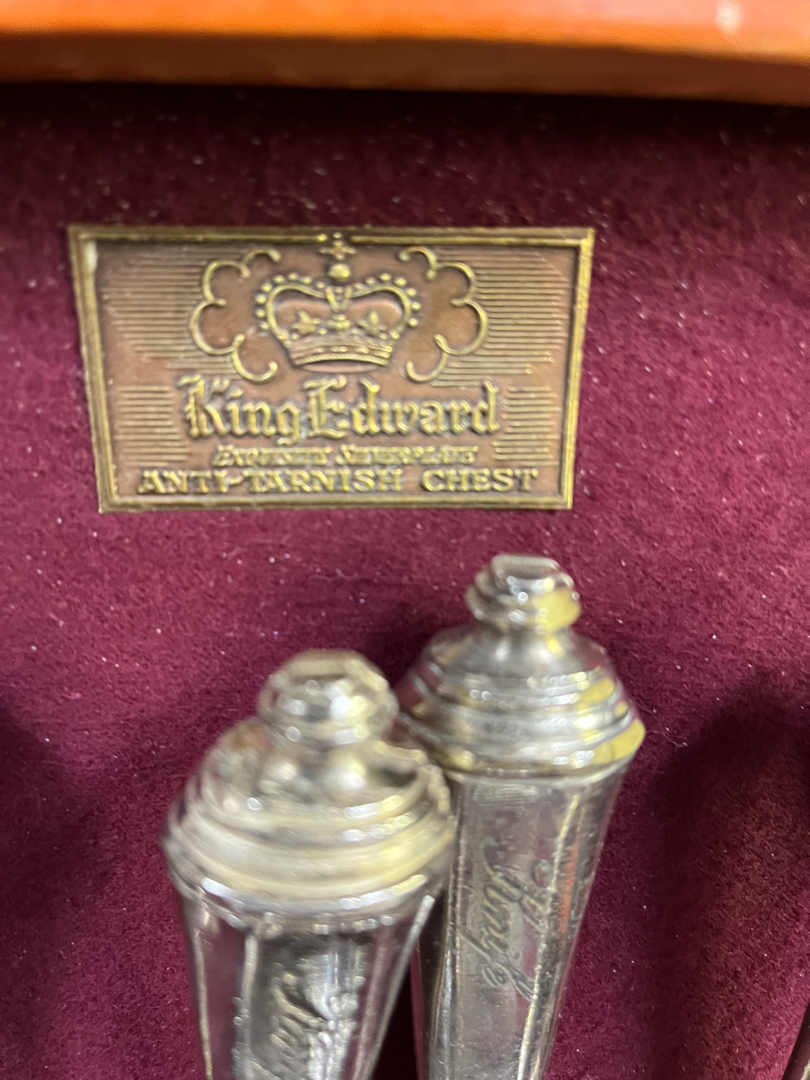 King Edward
EXQUISITE SILVERPLATE
ANTI-TARNISH CHEST